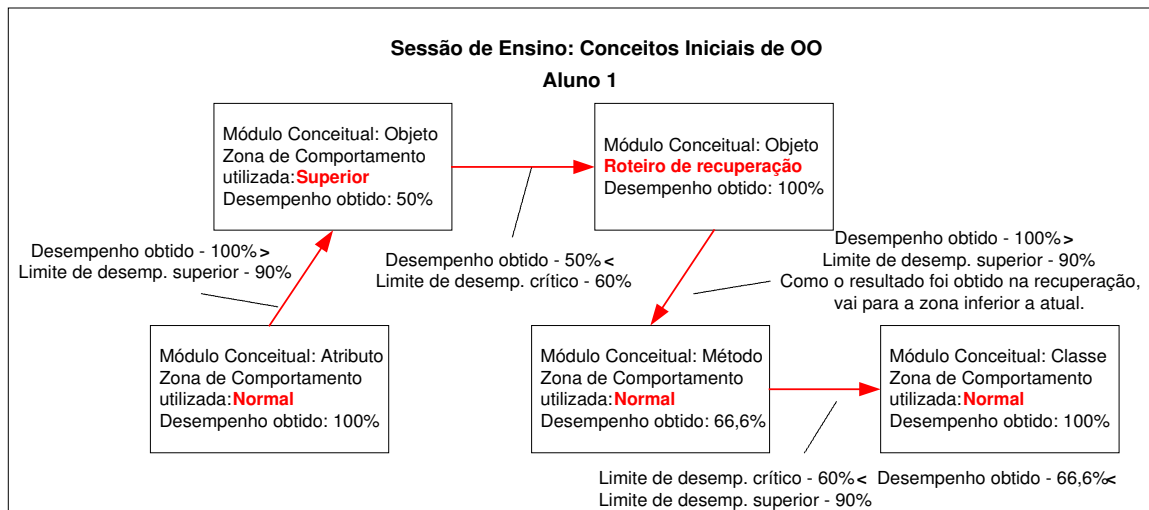 Sessão de Ensino: Conceitos Iniciais de OO
Aluno 1
Módulo Conceitual: Objeto
Zona de Comportamento
utilizada:Superior
Desempenho obtido: 50%
Módulo Conceitual: Objeto
Roteiro de recuperação
Desempenho obtido: 100%
Desempenho obtido - 100%>
Limite de desemp. superior - 90%
Desempenho obtido - 50%<
Limite de desemp. crítico - 60%
Desempenho obtido - 100%>
Limite de desemp. superior - 90%
Como o resultado foi obtido na recuperação,
vai para a zona inferior a atual.
Módulo Conceitual: Atributo
Zona de Comportamento
utilizada:Normal
Desempenho obtido: 100%
Módulo Conceitual: Método
Zona de Comportamento
utilizada:Normal
Desempenho obtido: 66,6%
Módulo Conceitual: Classe
Zona de Comportamento
utilizada:Normal
Desempenho obtido: 100%
Limite de desemp. crítico - 60%< Desempenho obtido - 66,6%<
Limite de desemp. superior - 90%